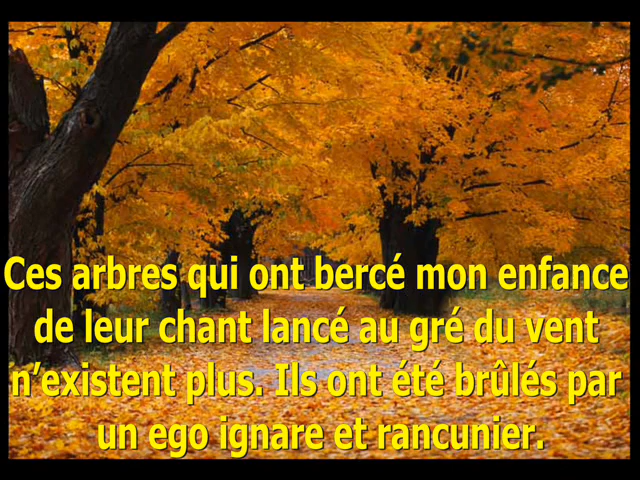 Ces arbres qui ont bercé mon enfance
de leur chant lancé au gré du vent
n’existent plus. Ils ont été brûlés par
un ego ignare et rancunier.